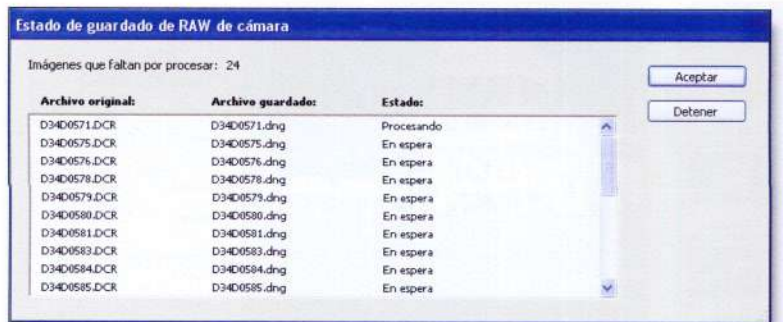 Estado de guardado de RAW de cámara
Imágenes que faltan por procesar: 24
Aceptar
Detener
Archivo original: Archivo guardado: Estado:
D34D0571.DCR D34D0571.dng Procesando
D34D0575.DCR D34D0575.dng En espera
D34D0576.DCR D34D0576.dng En espera
D34D0578.DCR D34D0578.dng En espera
D34D0579.DCR D34D0579.dng En espera
D34D0580.DCR D34D0580.dng En espera
D34D0581.DCR D34D0581.dng En espera
D34D0583.DCR D34D0583.dng En espera
D34D0584.DCR D34D0584.dng En espera
D34D0585.DCR D34D0585.dng En espera